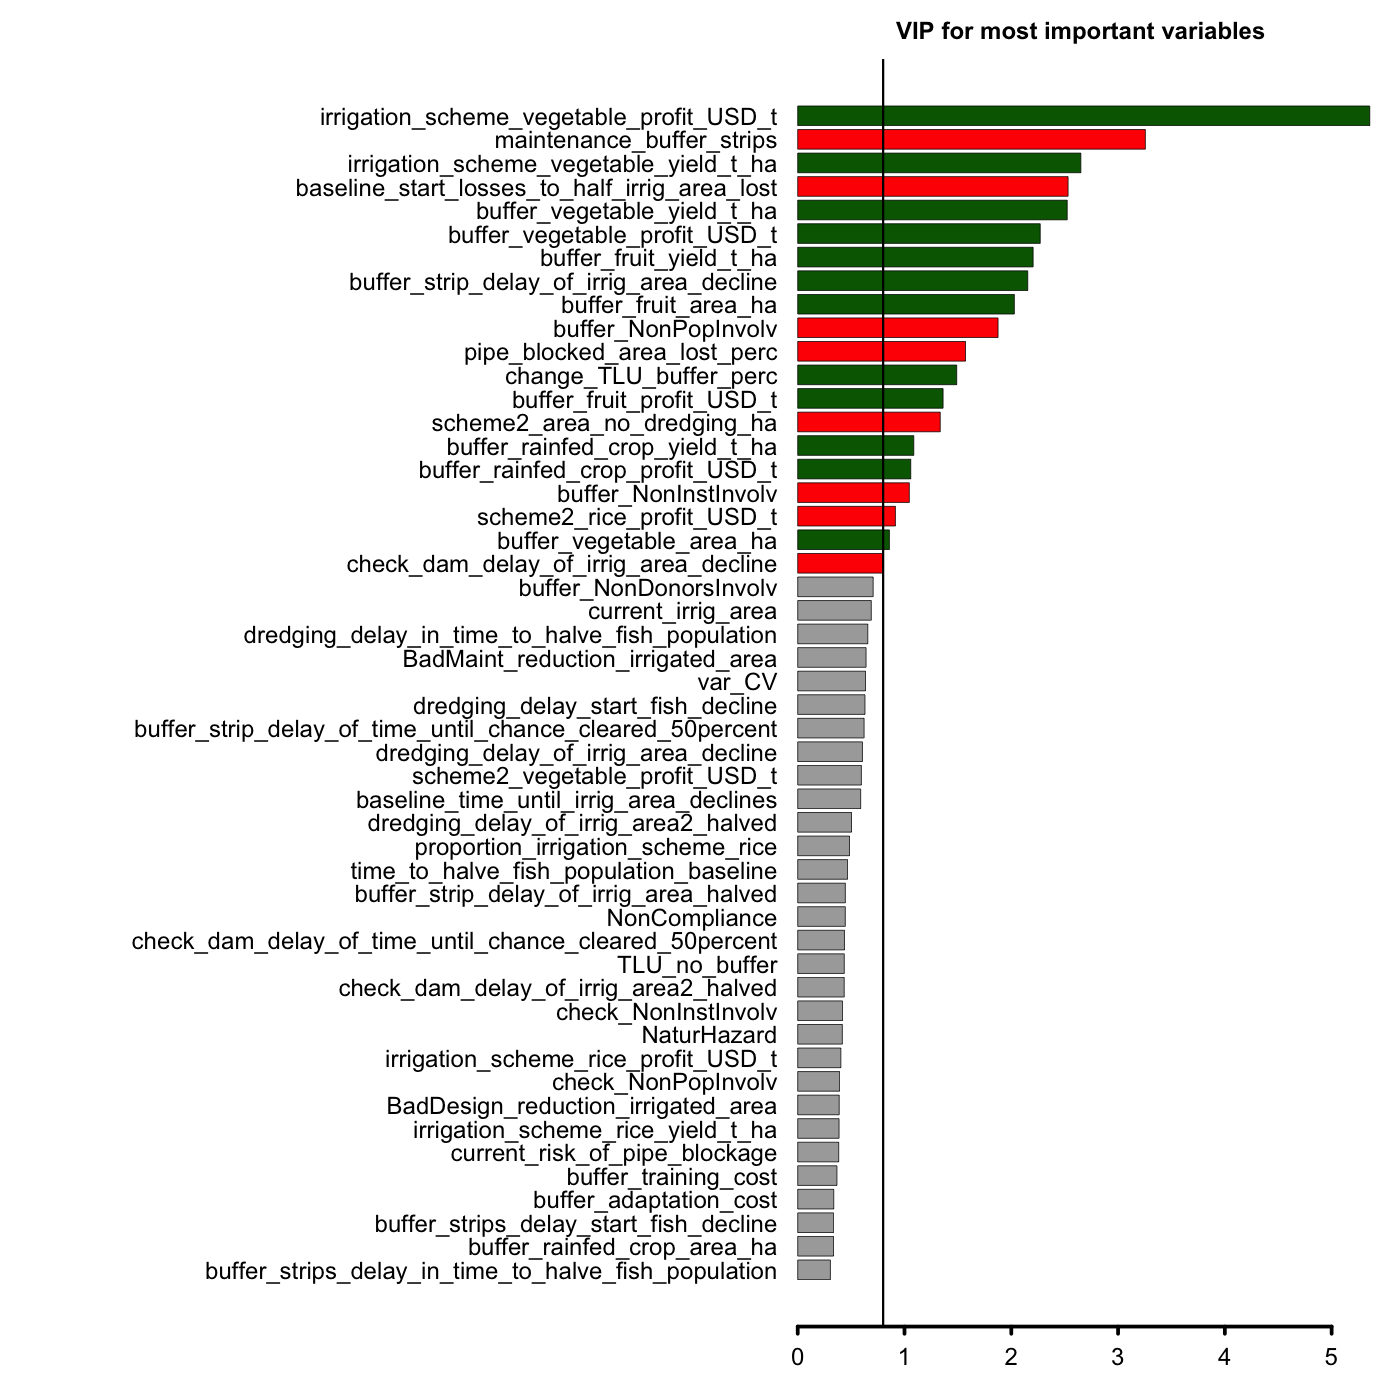 VIP for most important variables
irrigation_scheme_vegetable_profit_USD_t
maintenance_buffer_strips
irrigation_scheme_vegetable_yield_t_ha
baseline_start_losses_to_half_irrig_area_lost
buffer_vegetable_yield_t_ha
buffer_vegetable_profit_USD_t
buffer_fruit_yield_t_ha
buffer_strip_delay_of_irrig_area_decline
buffer_fruit_area_ha
buffer_NonPopInvolv
pipe_blocked_area_lost_perc
change_TLU_buffer_perc
buffer_fruit_profit_USD_t
scheme2_area_no_dredging_ha
buffer_rainfed_crop_yield_t_ha
buffer_rainfed_crop_profit_USD_t
buffer_NonInstInvolv
scheme2_rice_profit_USD_t
buffer_vegetable_area_ha
check_dam_delay_of_irrig_area_decline
buffer_NonDonorsInvolv
current_irrig_area
dredging_delay_in_time_to_halve_fish_population
BadMaint_reduction_irrigated_area
var_CV
dredging_delay_start_fish_decline
buffer_strip_delay_of_time_until_chance_cleared_50percent
dredging_delay_of_irrig_area_decline
scheme2_vegetable_profit_USD_t
baseline_time_until_irrig_area_declines
dredging_delay_of_irrig_area2_halved
proportion_irrigation_scheme_rice
time_to_halve_fish_population_baseline
buffer_strip_delay_of_irrig_area_halved
NonCompliance
check_dam_delay_of_time_until_chance_cleared_50percent
TLU_no_buffer
check_dam_delay_of_irrig_area2_halved
check_NonInstInvolv
NaturHazard
irrigation_scheme_rice_profit_USD_t
check_NonPopInvolv
BadDesign_reduction_irrigated_area
irrigation_scheme_rice_yield_t_ha
current_risk_of_pipe_blockage
buffer_training_cost
buffer_adaptation_cost
buffer_strips_delay_start_fish_decline
buffer_rainfed_crop_area_ha
buffer_strips_delay_in_time_to_halve_fish_population
0 1 2 3 4 5